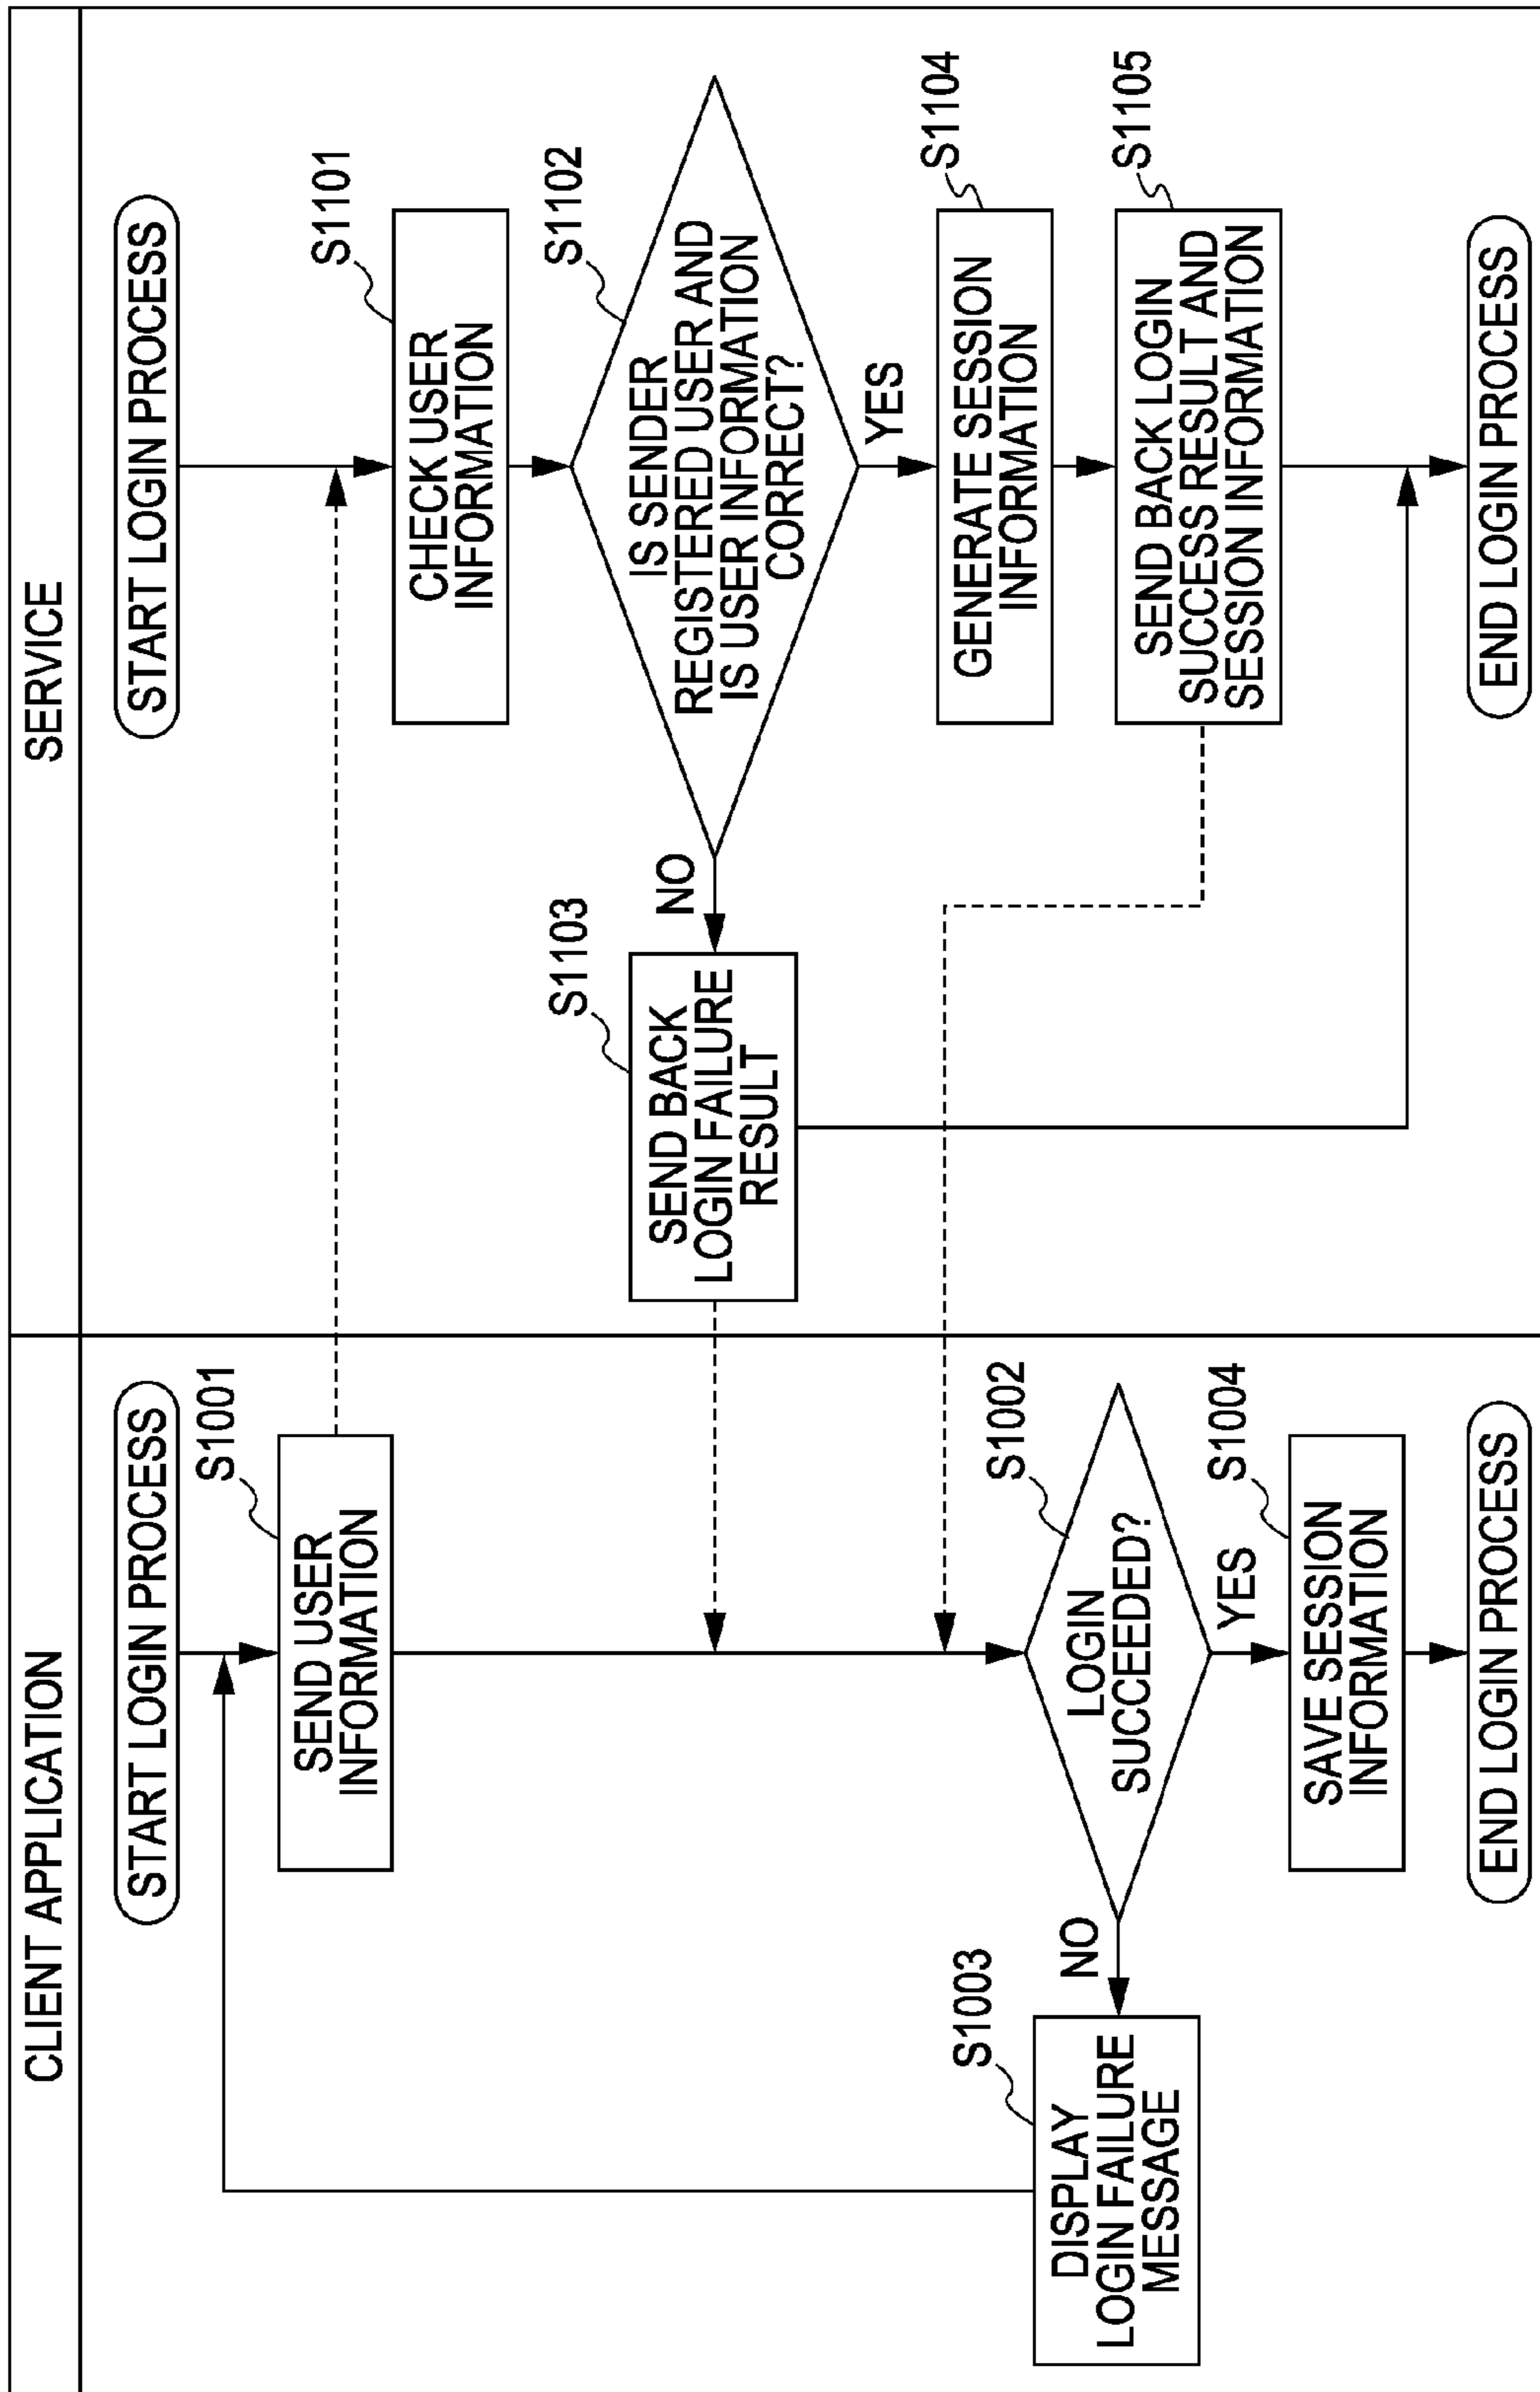 CLIENT APPLICATION
START LOGIN PROCESS
S1001
SEND USER
INFORMATION
S1002
LOGIN
SUCCEEDED?
NO
YES
S1003
DISPLAY
LOGIN FAILURE
MESSAGE
S1004
SAVE SESSION
INFORMATION
END LOGIN PROCESS
SERVICE
START LOGIN PROCESS
S1101
CHECK USER
INFORMATION
S1102
IS SENDER
REGISTERED USER AND
IS USER INFORMATION
CORRECT?
NO
YES
S1103
SEND BACK
LOGIN FAILURE
RESULT
S1104
GENERATE SESSION
INFORMATION
S1105
SEND BACK LOGIN
SUCCESS RESULT AND
SESSION INFORMATION
END LOGIN PROCESS